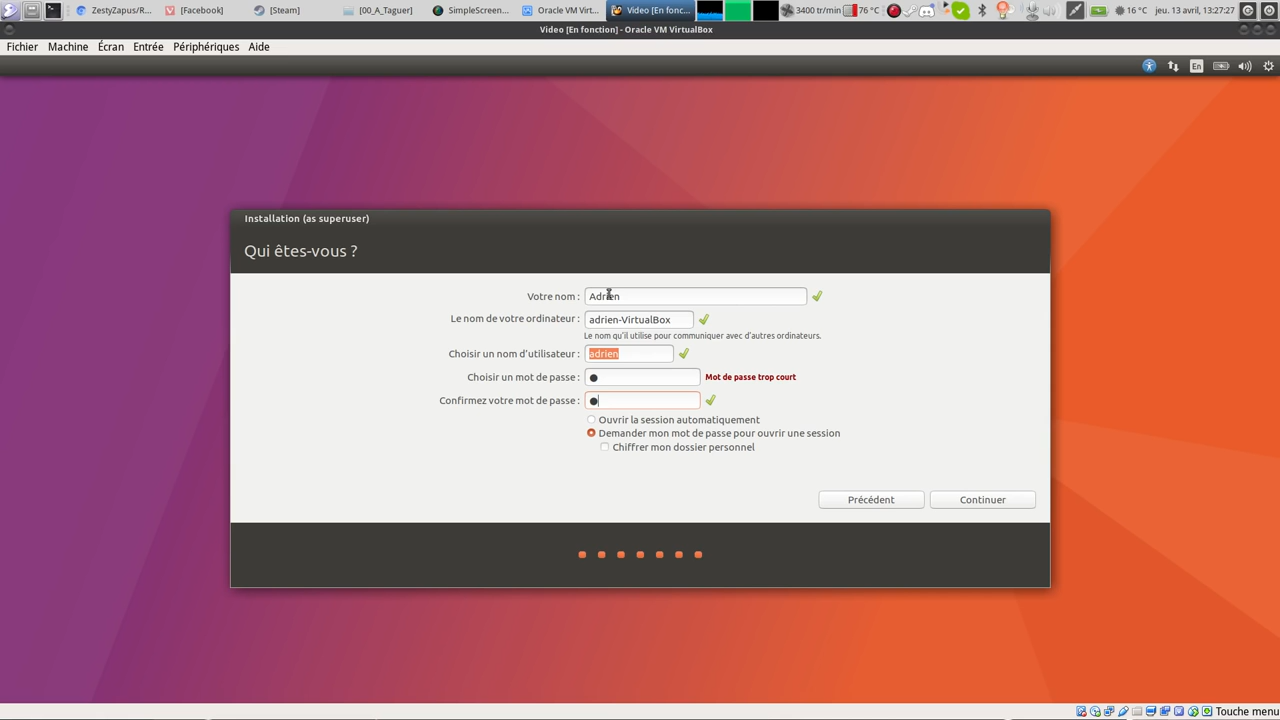 ZestyZapus/R... [Facebook] [Steam] [00_A_Taguer] SimpleScreen... Oracle VM Virt... Video [En fonc... 3400 tr/min 76 °C 16 °C jeu. 13 avril, 13:27:27
Video [En fonction] - Oracle VM VirtualBox
Fichier Machine Écran Entrée Périphériques Aide
En
Installation (as superuser)
Qui êtes-vous ?
Votre nom : Adrien
Le nom de votre ordinateur : adrien-VirtualBox
Le nom qu'il utilise pour communiquer avec d'autres ordinateurs.
Choisir un nom d'utilisateur : adrien
Choisir un mot de passe : ● Mot de passe trop court
Confirmez votre mot de passe : ●
Ouvrir la session automatiquement
Demander mon mot de passe pour ouvrir une session
Chiffrer mon dossier personnel
Précédent Continuer
Touche menu